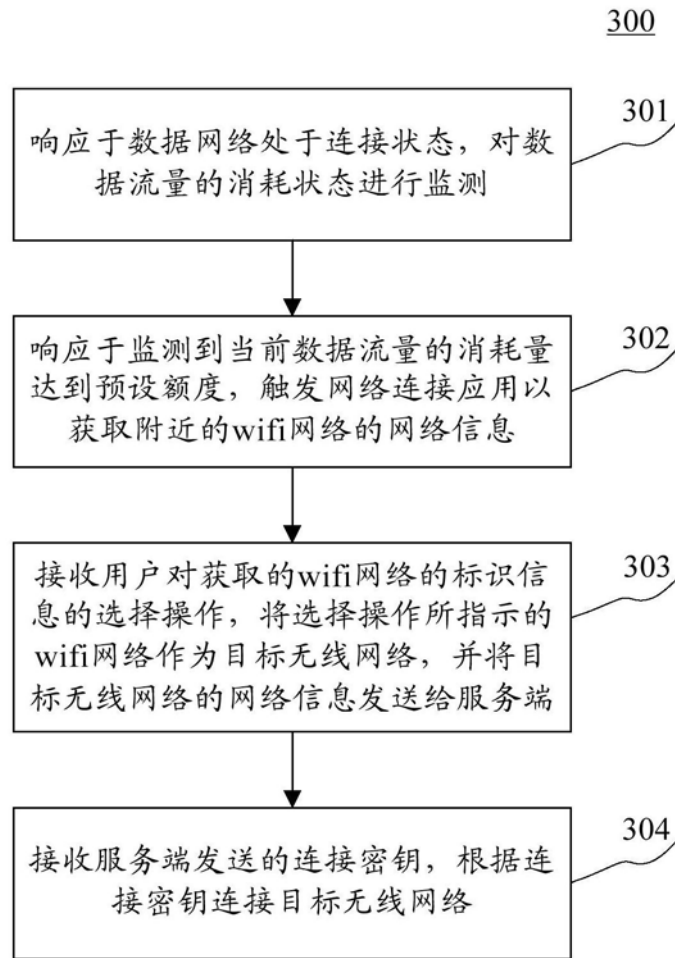 300
301
响应于数据网络处于连接状态，对数
据流量的消耗状态进行监测
302
响应于监测到当前数据流量的消耗量
达到预设额度，触发网络连接应用以
获取附近的wifi网络的网络信息
303
接收用户对获取的wifi网络的标识信
息的选择操作，将选择操作所指示的
wifi网络作为目标无线网络，并将目
标无线网络的网络信息发送给服务端
304
接收服务端发送的连接密钥，根据连
接密钥连接目标无线网络